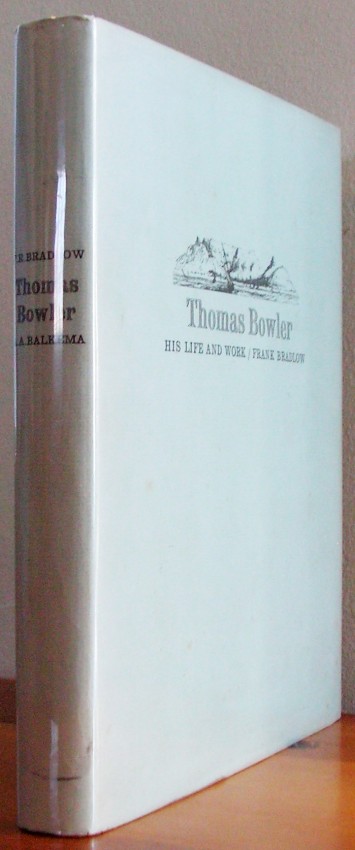 F.R. BRADLOW
Thomas
Bowler
A.A. BALKEMA
Thomas Bowler
HIS LIFE AND WORK / FRANK BRADLOW